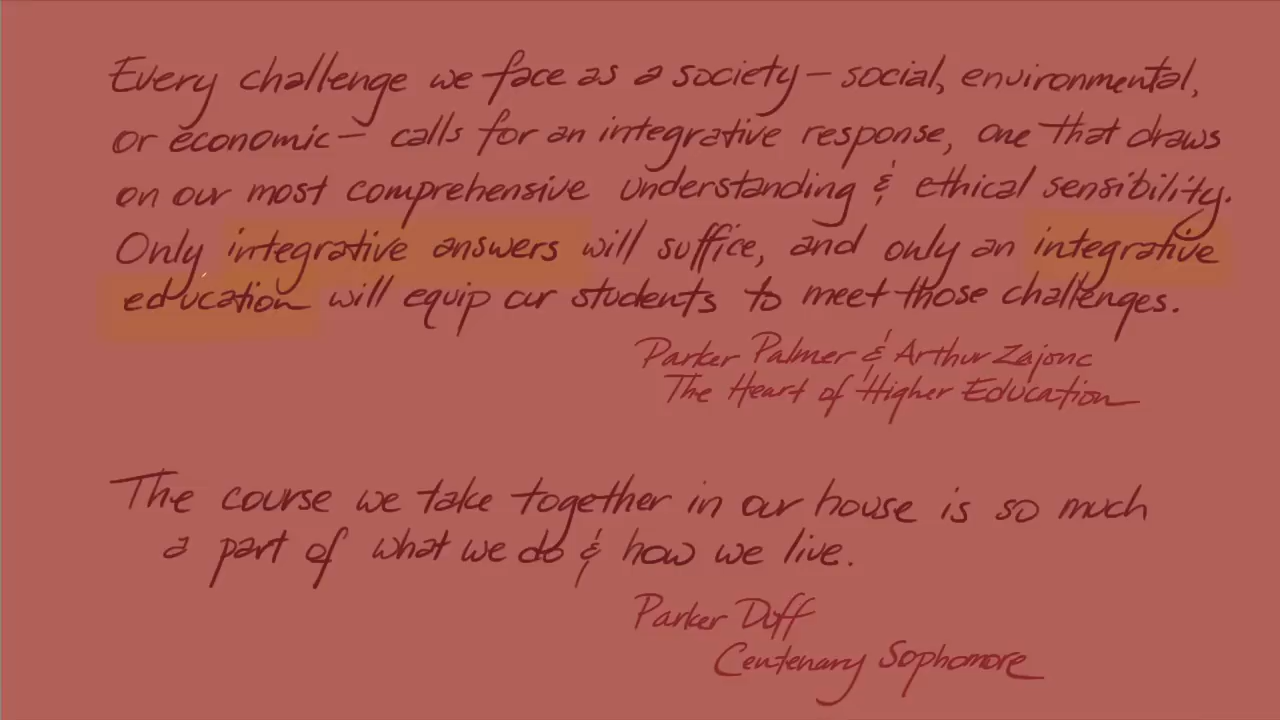 Every challenge we face as a society – social, environmental,
or economic – calls for an integrative response, one that draws
on our most comprehensive understanding & ethical sensibility.
Only integrative answers will suffice, and only an integrative
education will equip our students to meet those challenges.
Parker Palmer & Arthur Zajonc
The Heart of Higher Education
The course we take together in our house is so much
a part of what we do & how we live.
Parker Duff
Centenary Sophomore